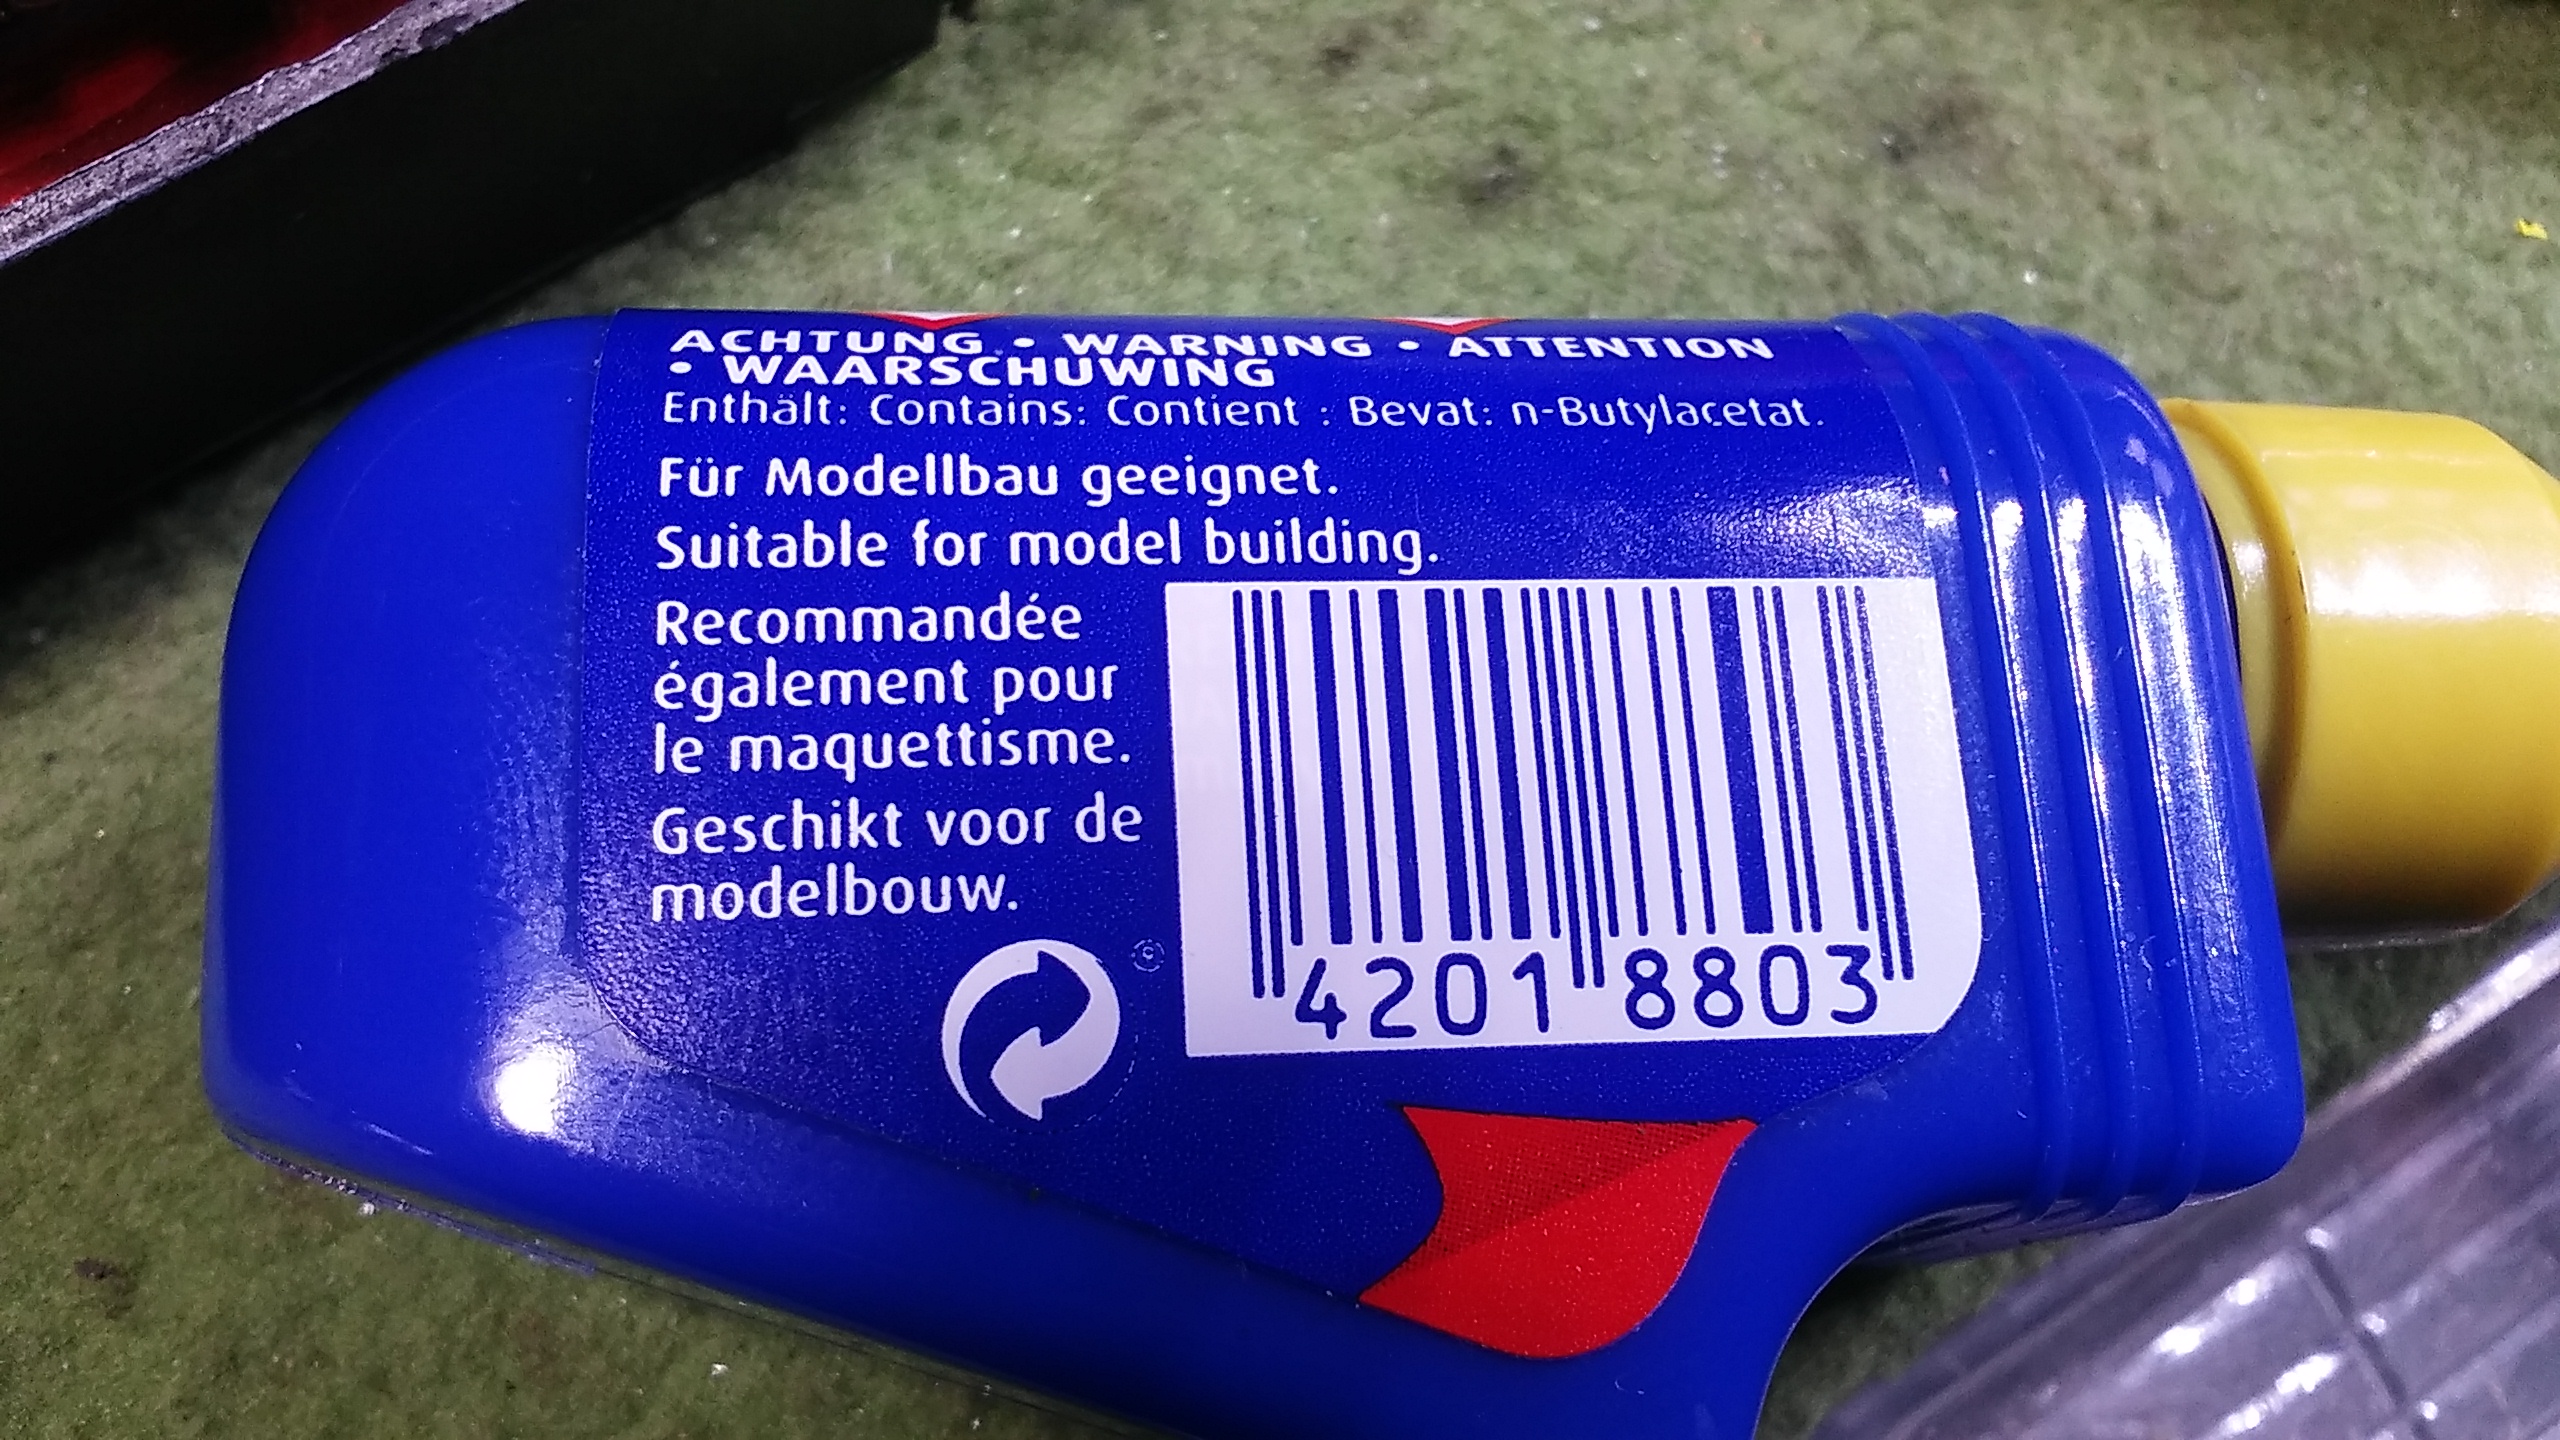 ACHTUNG • WARNING • ATTENTION
• WAARSCHUWING
Enthält: Contains: Contient : Bevat: n-Butylacetat.
Für Modellbau geeignet.
Suitable for model building.
Recommandée
également pour
le maquettisme.
Geschikt voor de
modelbouw.
4201 8803